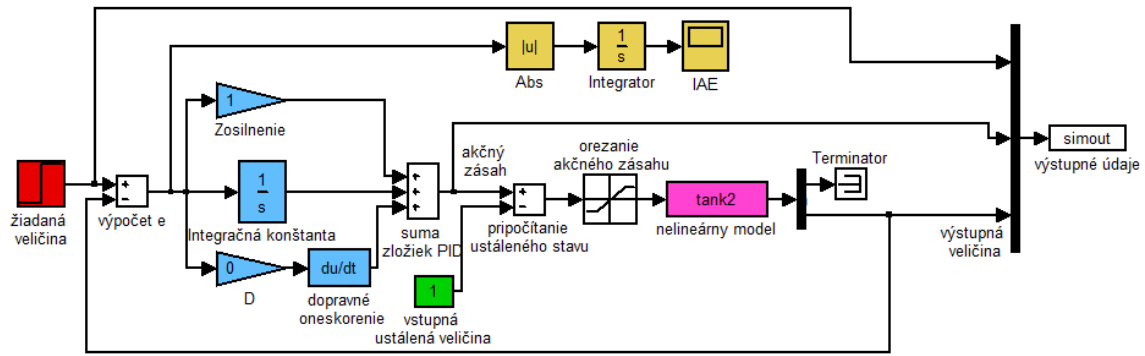 |u|
Abs
1
s
Integrator
IAE
1
Zosilnenie
žiadaná
veličina
+
−
výpočet e
1
s
Integračná konštanta
0
D
du/dt
dopravné
oneskorenie
+
+
+
suma
zložiek PID
akčný
zásah
1
vstupná
ustálená veličina
+
−
pripočítanie
ustáleného stavu
orezanie
akčného zásahu
tank2
nelineárny model
Terminator
výstupná
veličina
simout
výstupné údaje